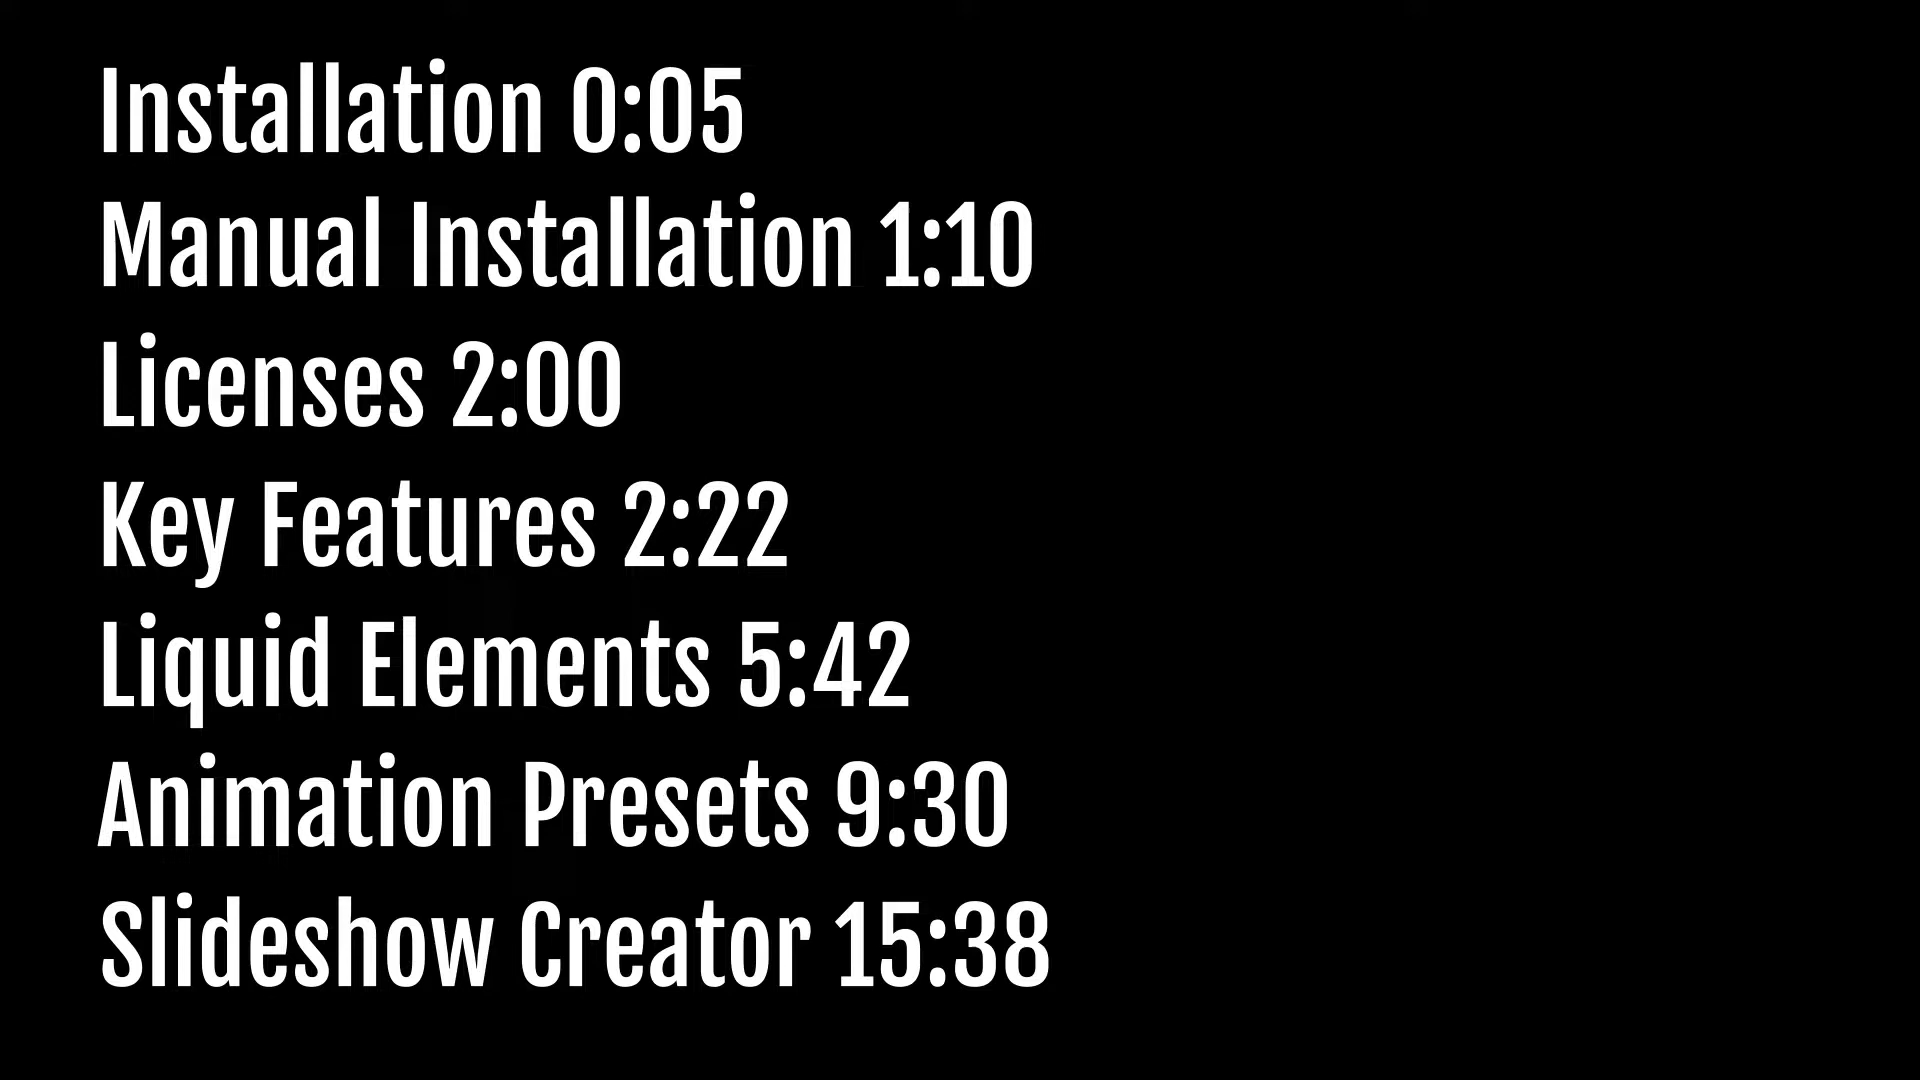 Installation 0:05
Manual Installation 1:10
Licenses 2:00
Key Features 2:22
Liquid Elements 5:42
Animation Presets 9:30
Slideshow Creator 15:38